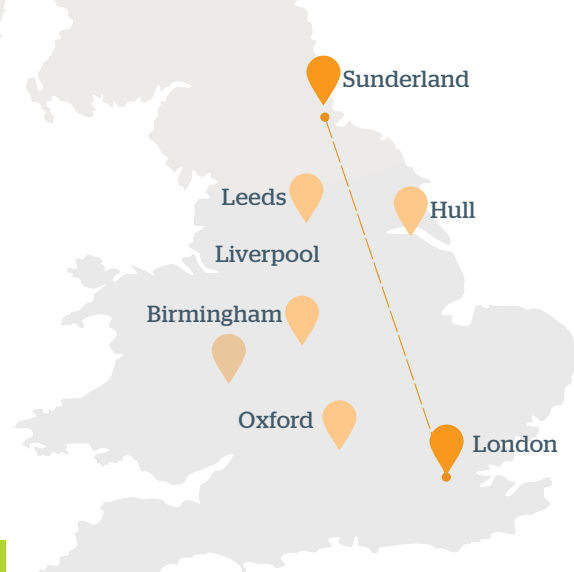 Sunderland
Leeds
Hull
Liverpool
Birmingham
Oxford
London